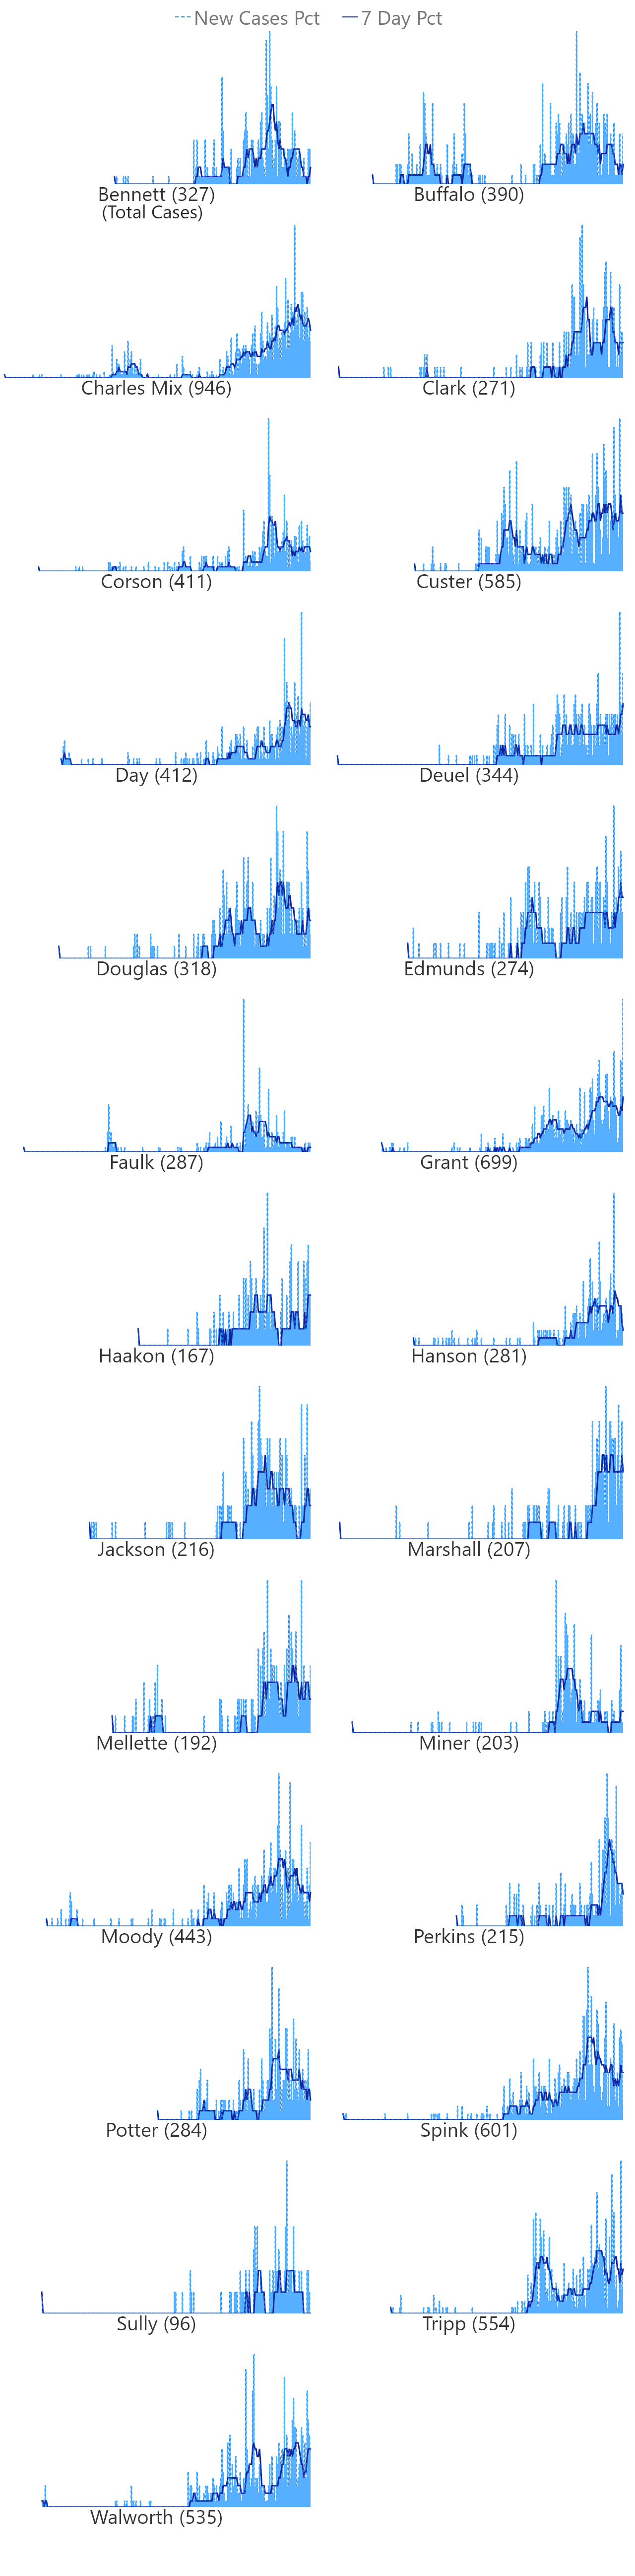 New Cases Pct 7 Day Pct
Bennett (327) Buffalo (390)
(Total Cases)
Charles Mix (946) Clark (271)
Corson (411) Custer (585)
Day (412) Deuel (344)
Douglas (318) Edmunds (274)
Faulk (287) Grant (699)
Haakon (167) Hanson (281)
Jackson (216) Marshall (207)
Mellette (192) Miner (203)
Moody (443) Perkins (215)
Potter (284) Spink (601)
Sully (96) Tripp (554)
Walworth (535)